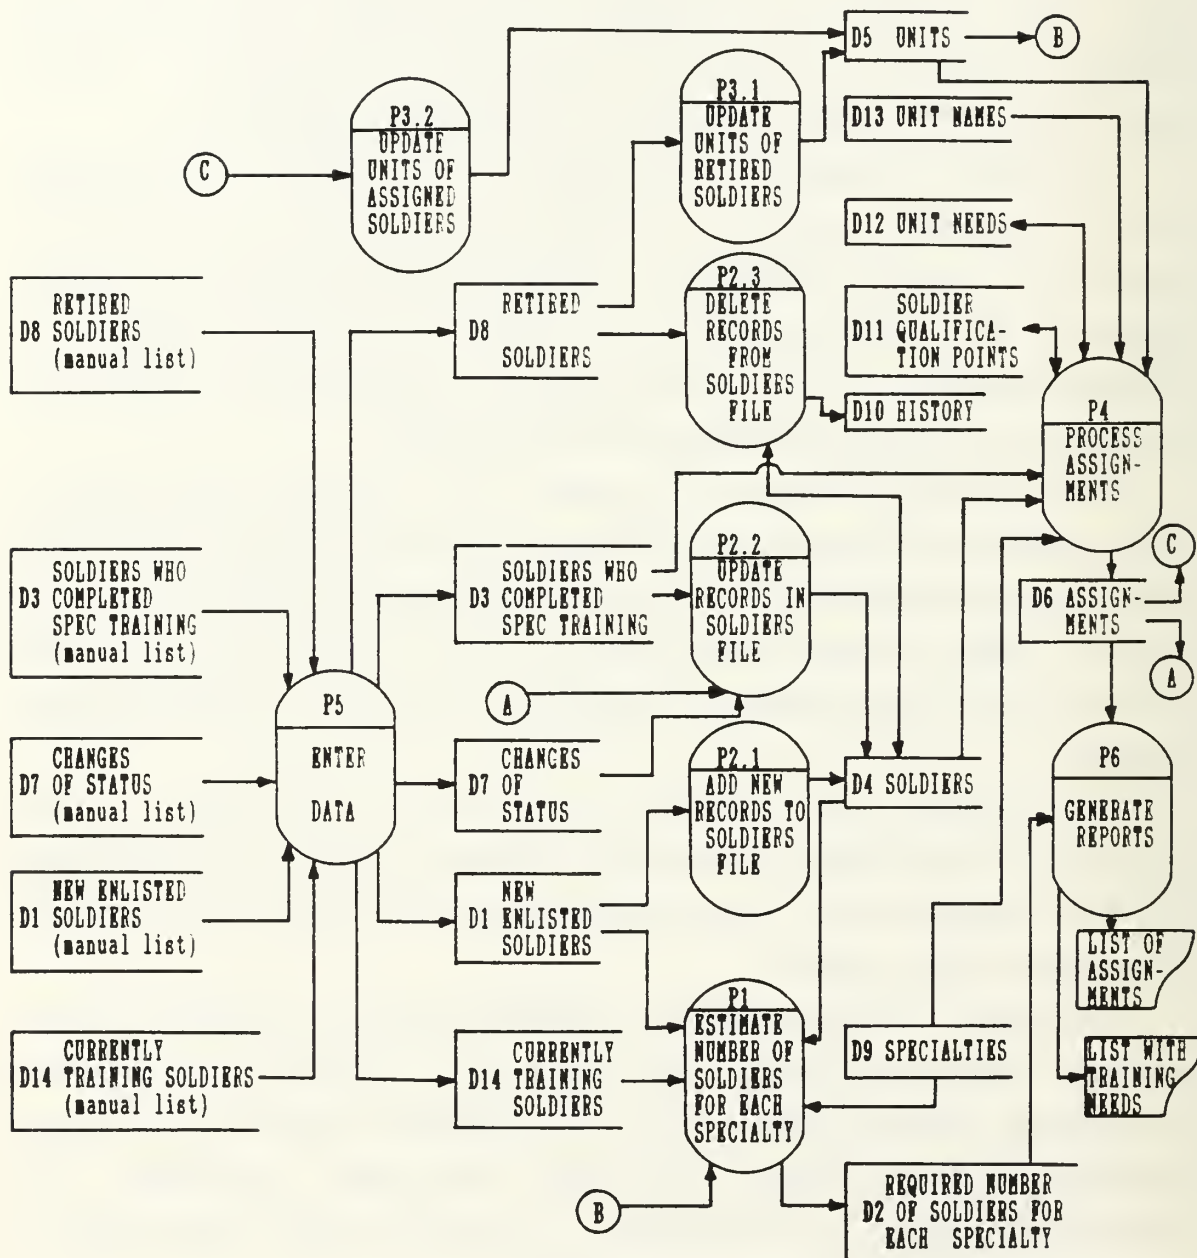 D5 UNITS
B
P3.2
UPDATE
UNITS OF
ASSIGNED
SOLDIERS
P3.1
UPDATE
UNITS OF
RETIRED
SOLDIERS
D13 UNIT NAMES
C
D12 UNIT NEEDS
RETIRED
D8 SOLDIERS
(manual list)
RETIRED
D8
SOLDIERS
P2.3
DELETE
RECORDS
FROM
SOLDIERS
FILE
SOLDIER
D11 QUALIFICA-
TION POINTS
D10 HISTORY
P4
PROCESS
ASSIGN-
MENTS
SOLDIERS WHO
D3 COMPLETED
SPEC TRAINING
(manual list)
SOLDIERS WHO
D3 COMPLETED
SPEC TRAINING
P2.2
UPDATE
RECORDS IN
SOLDIERS
FILE
C
D6 ASSIGN-
MENTS
A
P5
ENTER
DATA
A
CHANGES
D7 OF STATUS
(manual list)
CHANGES
D7 OF
STATUS
P2.1
ADD NEW
RECORDS TO
SOLDIERS
FILE
D4 SOLDIERS
P6
GENERATE
REPORTS
NEW ENLISTED
D1 SOLDIERS
(manual list)
NEW
D1 ENLISTED
SOLDIERS
LIST OF
ASSIGN-
MENTS
CURRENTLY
D14 TRAINING SOLDIERS
(manual list)
CURRENTLY
D14 TRAINING
SOLDIERS
P1
ESTIMATE
NUMBER OF
SOLDIERS
FOR EACH
SPECIALTY
D9 SPECIALTIES
LIST WITH
TRAINING
NEEDS
B
REQUIRED NUMBER
D2 OF SOLDIERS FOR
EACH SPECIALTY